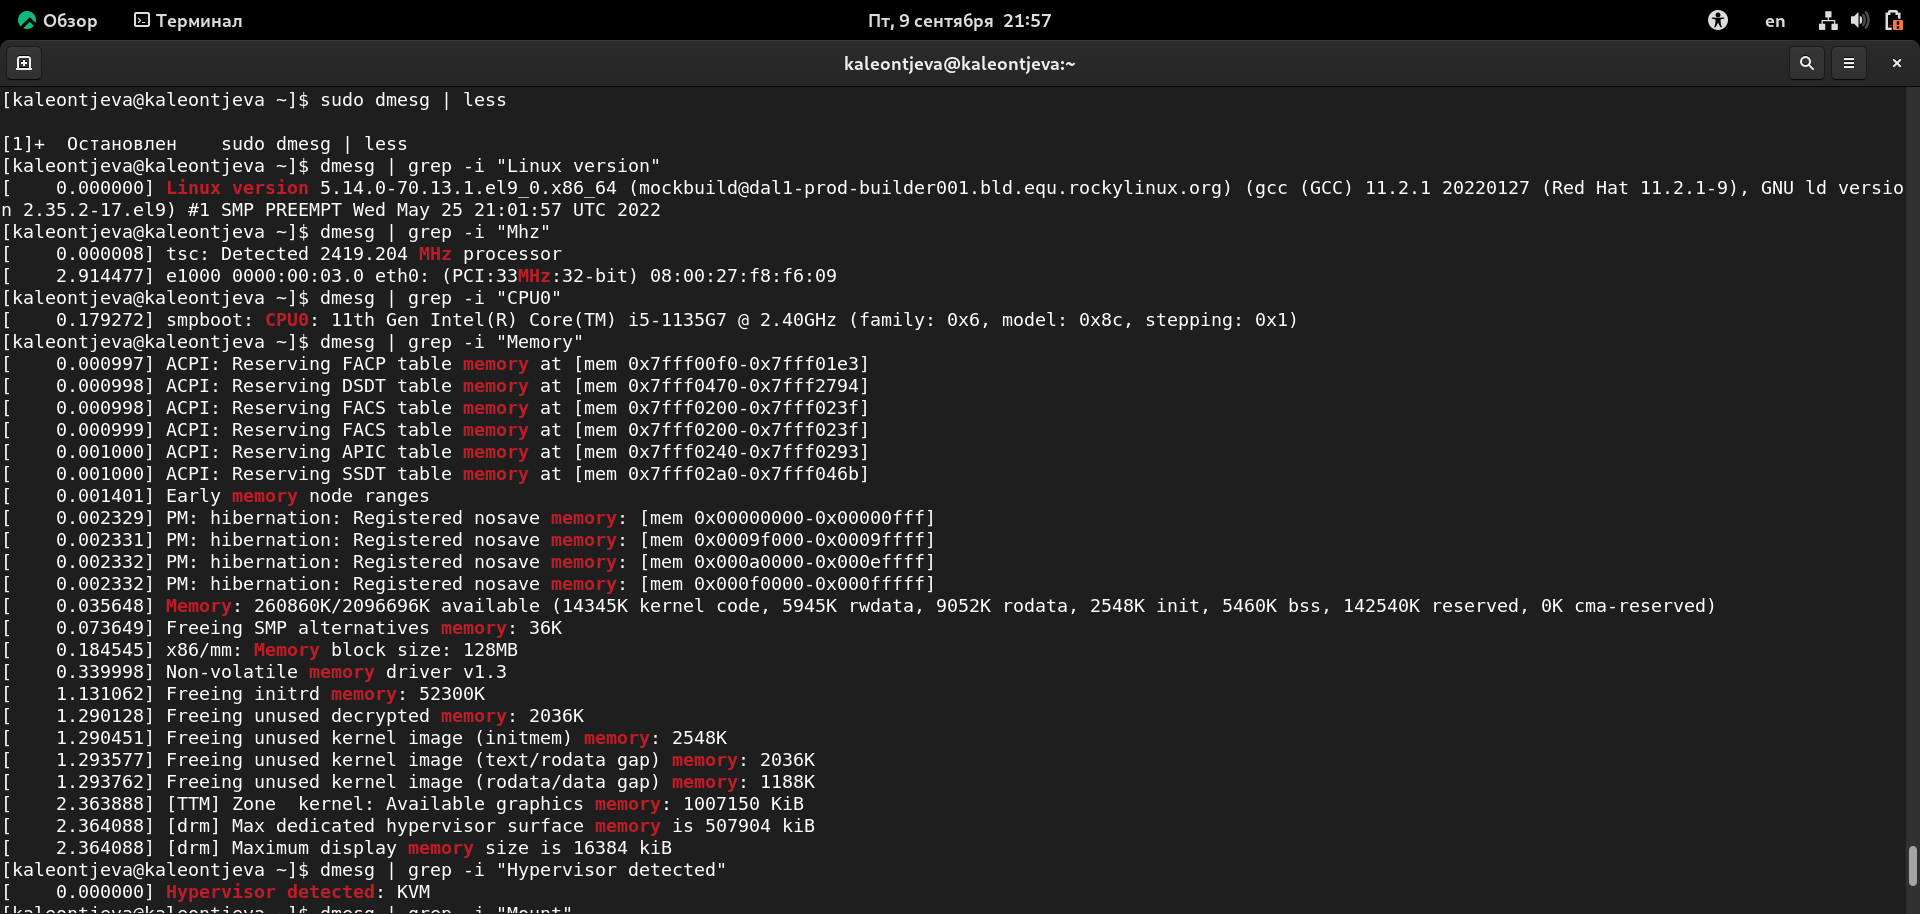 Обзор Терминал Пт, 9 сентября 21:57 en
kaleontjeva@kaleontjeva:~
[kaleontjeva@kaleontjeva ~]$ sudo dmesg | less
[1]+  Остановлен    sudo dmesg | less
[kaleontjeva@kaleontjeva ~]$ dmesg | grep -i "Linux version"
[    0.000000] Linux version 5.14.0-70.13.1.el9_0.x86_64 (mockbuild@dal1-prod-builder001.bld.equ.rockylinux.org) (gcc (GCC) 11.2.1 20220127 (Red Hat 11.2.1-9), GNU ld versio
n 2.35.2-17.el9) #1 SMP PREEMPT Wed May 25 21:01:57 UTC 2022
[kaleontjeva@kaleontjeva ~]$ dmesg | grep -i "Mhz"
[    0.000008] tsc: Detected 2419.204 MHz processor
[    2.914477] e1000 0000:00:03.0 eth0: (PCI:33MHz:32-bit) 08:00:27:f8:f6:09
[kaleontjeva@kaleontjeva ~]$ dmesg | grep -i "CPU0"
[    0.179272] smpboot: CPU0: 11th Gen Intel(R) Core(TM) i5-1135G7 @ 2.40GHz (family: 0x6, model: 0x8c, stepping: 0x1)
[kaleontjeva@kaleontjeva ~]$ dmesg | grep -i "Memory"
[    0.000997] ACPI: Reserving FACP table memory at [mem 0x7fff00f0-0x7fff01e3]
[    0.000998] ACPI: Reserving DSDT table memory at [mem 0x7fff0470-0x7fff2794]
[    0.000998] ACPI: Reserving FACS table memory at [mem 0x7fff0200-0x7fff023f]
[    0.000999] ACPI: Reserving FACS table memory at [mem 0x7fff0200-0x7fff023f]
[    0.001000] ACPI: Reserving APIC table memory at [mem 0x7fff0240-0x7fff0293]
[    0.001000] ACPI: Reserving SSDT table memory at [mem 0x7fff02a0-0x7fff046b]
[    0.001401] Early memory node ranges
[    0.002329] PM: hibernation: Registered nosave memory: [mem 0x00000000-0x00000fff]
[    0.002331] PM: hibernation: Registered nosave memory: [mem 0x0009f000-0x0009ffff]
[    0.002332] PM: hibernation: Registered nosave memory: [mem 0x000a0000-0x000effff]
[    0.002332] PM: hibernation: Registered nosave memory: [mem 0x000f0000-0x000fffff]
[    0.035648] Memory: 260860K/2096696K available (14345K kernel code, 5945K rwdata, 9052K rodata, 2548K init, 5460K bss, 142540K reserved, 0K cma-reserved)
[    0.073649] Freeing SMP alternatives memory: 36K
[    0.184545] x86/mm: Memory block size: 128MB
[    0.339998] Non-volatile memory driver v1.3
[    1.131062] Freeing initrd memory: 52300K
[    1.290128] Freeing unused decrypted memory: 2036K
[    1.290451] Freeing unused kernel image (initmem) memory: 2548K
[    1.293577] Freeing unused kernel image (text/rodata gap) memory: 2036K
[    1.293762] Freeing unused kernel image (rodata/data gap) memory: 1188K
[    2.363888] [TTM] Zone  kernel: Available graphics memory: 1007150 KiB
[    2.364088] [drm] Max dedicated hypervisor surface memory is 507904 kiB
[    2.364088] [drm] Maximum display memory size is 16384 kiB
[kaleontjeva@kaleontjeva ~]$ dmesg | grep -i "Hypervisor detected"
[    0.000000] Hypervisor detected: KVM
[kaleontjeva@kaleontjeva ~]$ dmesg | grep -i "Mount"